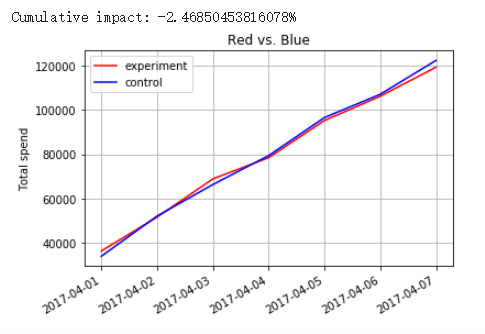 Cumulative impact: -2.46850453816078%
Red vs. Blue
experiment
control
Total spend
120000
100000
80000
60000
40000
2017-04-01
2017-04-02
2017-04-03
2017-04-04
2017-04-05
2017-04-06
2017-04-07